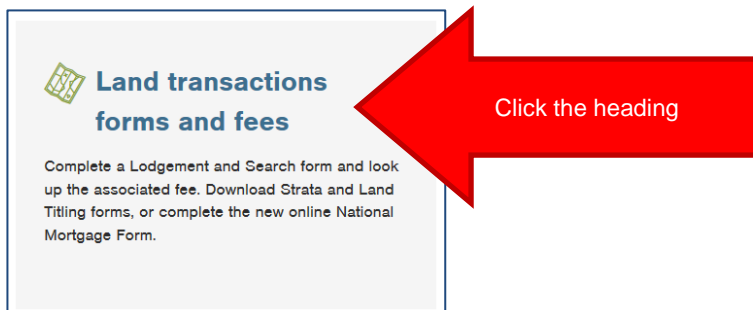 Land transactions
forms and fees
Click the heading
Complete a Lodgement and Search form and look
up the associated fee. Download Strata and Land
Titling forms, or complete the new online National
Mortgage Form.